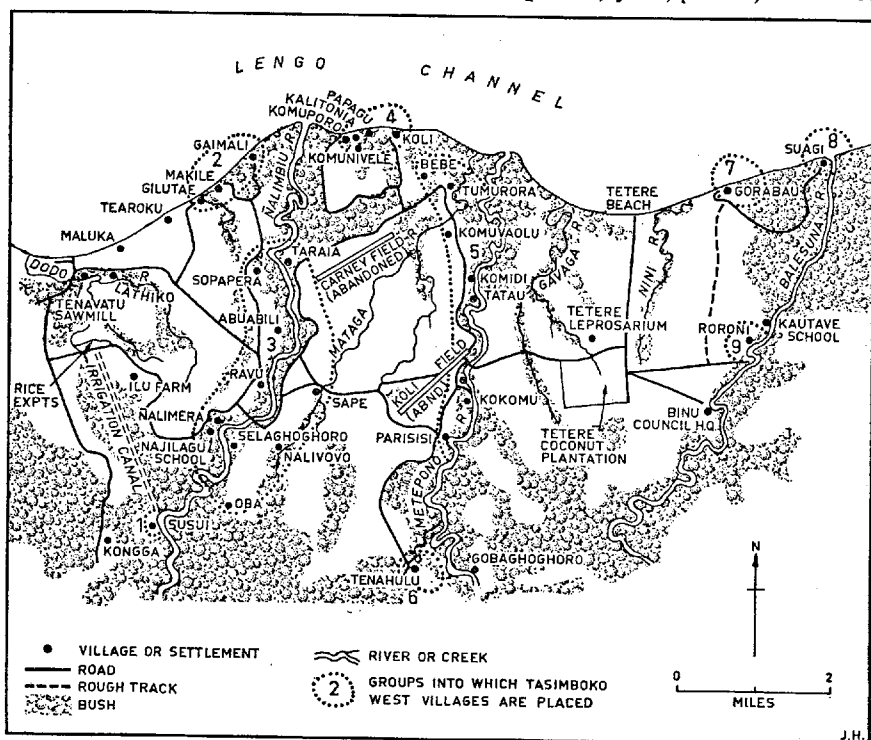 LENGO CHANNEL
PAPAGU
KALITONIA
KOMUPORO
4
KOLI
KOMUNIVELE
BEBE
TUMURORA
GAIMALI
2
MAKILE
GILUTAE
TEAROKU
MALUKA
NALIMBIU R.
DODO
LATHIKO R.
TENAVATU
SAWMILL
SOPAPERA
TARAIA
CARNEY FIELD
(ABANDONED)
KOMUVAOLU
5
KOMIDI
TATAU
GAVAGA R.
TETERE
BEACH
NINI R.
7
GORABAU
SUAGI
8
BALESUNA R.
TETERE
LEPROSARIUM
RORONI
9
KAUTAVE
SCHOOL
ABUABILI
3
MATAGA
RICE
EXPTS
ILU FARM
IRRIGATION CANAL
RAVU
NALIMERA
NAJILAGU
SCHOOL
SELAGHOGHORO
NALIVOVO
SAPE
KOLI FIELD
(ABND)
KOKOMU
PARISISI
METEPONO R.
TETERE
COCONUT
PLANTATION
BINU
COUNCIL H.Q.
OBA
1
SUSUI
KONGGA
TENAHULU
6
GOBAGHOGHORO
N
VILLAGE OR SETTLEMENT
ROAD
ROUGH TRACK
BUSH
RIVER OR CREEK
2
GROUPS INTO WHICH TASIMBOKO
WEST VILLAGES ARE PLACED
0 2
MILES
J.H.